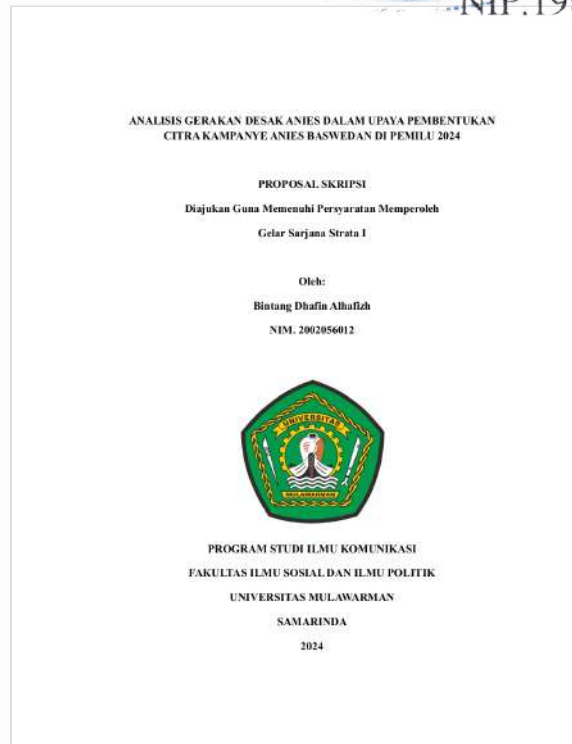 NIP.19
ANALISIS GERAKAN DESAK ANIES DALAM UPAYA PEMBENTUKAN
CITRA KAMPANYE ANIES BASWEDAN DI PEMILU 2024
PROPOSAL SKRIPSI
Diajukan Guna Memenuhi Persyaratan Memperoleh
Gelar Sarjana Strata I
Oleh:
Bintang Dhafin Alhafizh
NIM. 2002056012
UNIVERSITAS
MULAWARMAN
PROGRAM STUDI ILMU KOMUNIKASI
FAKULTAS ILMU SOSIAL DAN ILMU POLITIK
UNIVERSITAS MULAWARMAN
SAMARINDA
2024